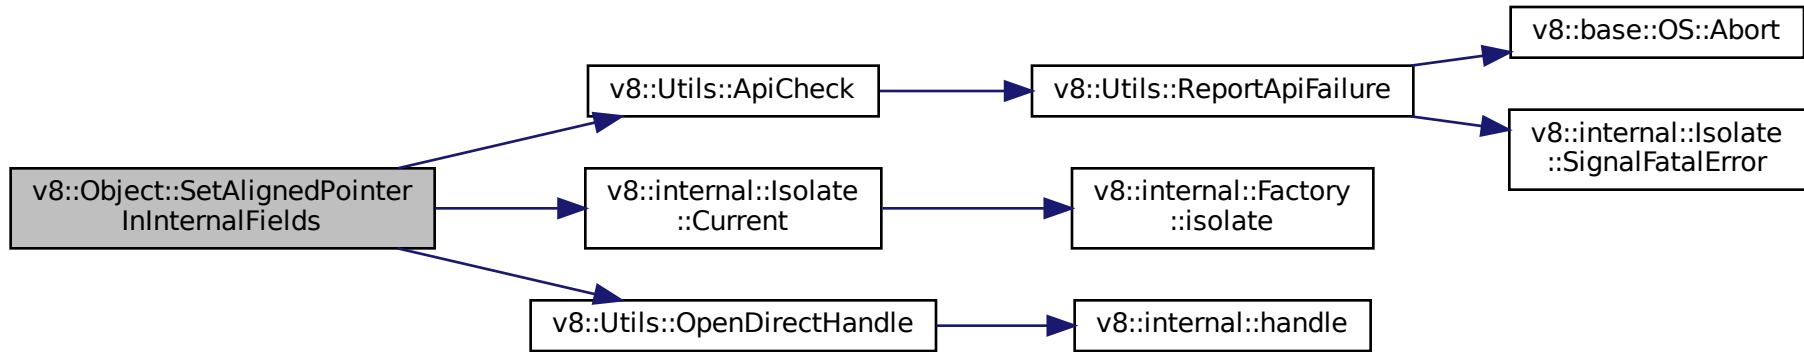 v8::Object::SetAlignedPointer
InInternalFields
v8::Utils::ApiCheck
v8::Utils::ReportApiFailure
v8::base::OS::Abort
v8::internal::Isolate
::SignalFatalError
v8::internal::Isolate
::Current
v8::internal::Factory
::isolate
v8::Utils::OpenDirectHandle
v8::internal::handle